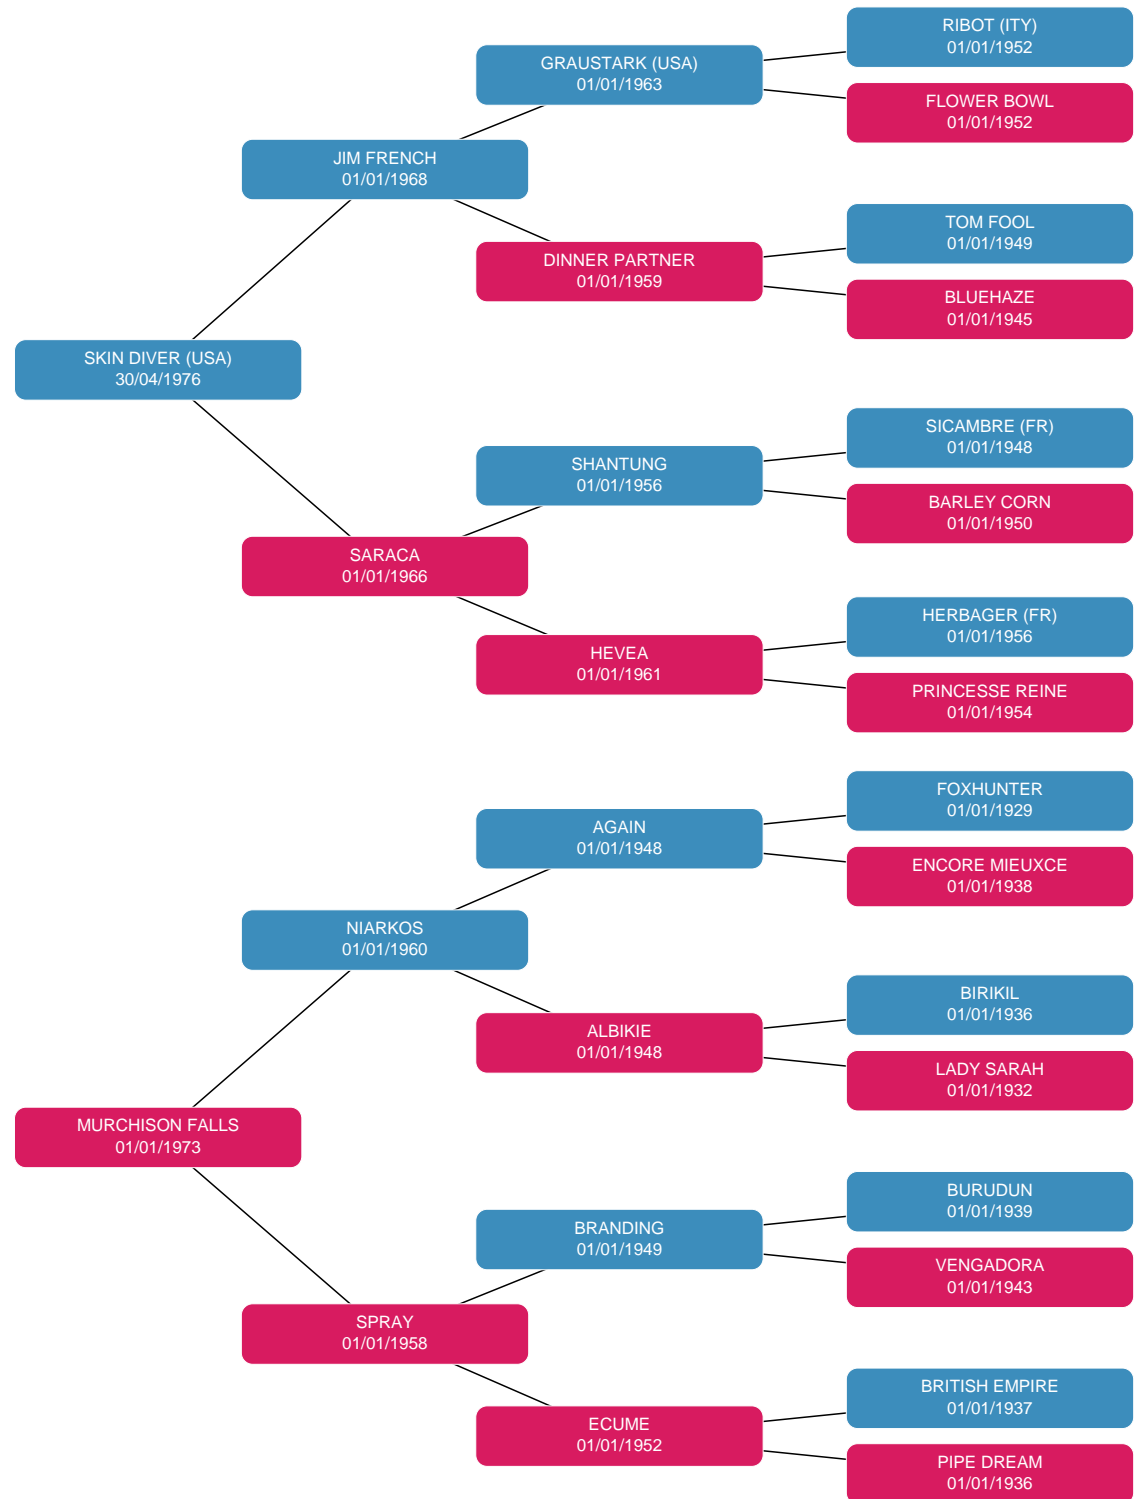 RIBOT (ITY)
01/01/1952
GRAUSTARK (USA)
01/01/1963
FLOWER BOWL
01/01/1952
JIM FRENCH
01/01/1968
TOM FOOL
01/01/1949
DINNER PARTNER
01/01/1959
BLUEHAZE
01/01/1945
SKIN DIVER (USA)
30/04/1976
SICAMBRE (FR)
01/01/1948
SHANTUNG
01/01/1956
BARLEY CORN
01/01/1950
SARACA
01/01/1966
HERBAGER (FR)
01/01/1956
HEVEA
01/01/1961
PRINCESSE REINE
01/01/1954
FOXHUNTER
01/01/1929
AGAIN
01/01/1948
ENCORE MIEUXCE
01/01/1938
NIARKOS
01/01/1960
BIRIKIL
01/01/1936
ALBIKIE
01/01/1948
LADY SARAH
01/01/1932
MURCHISON FALLS
01/01/1973
BURUDUN
01/01/1939
BRANDING
01/01/1949
VENGADORA
01/01/1943
SPRAY
01/01/1958
BRITISH EMPIRE
01/01/1937
ECUME
01/01/1952
PIPE DREAM
01/01/1936